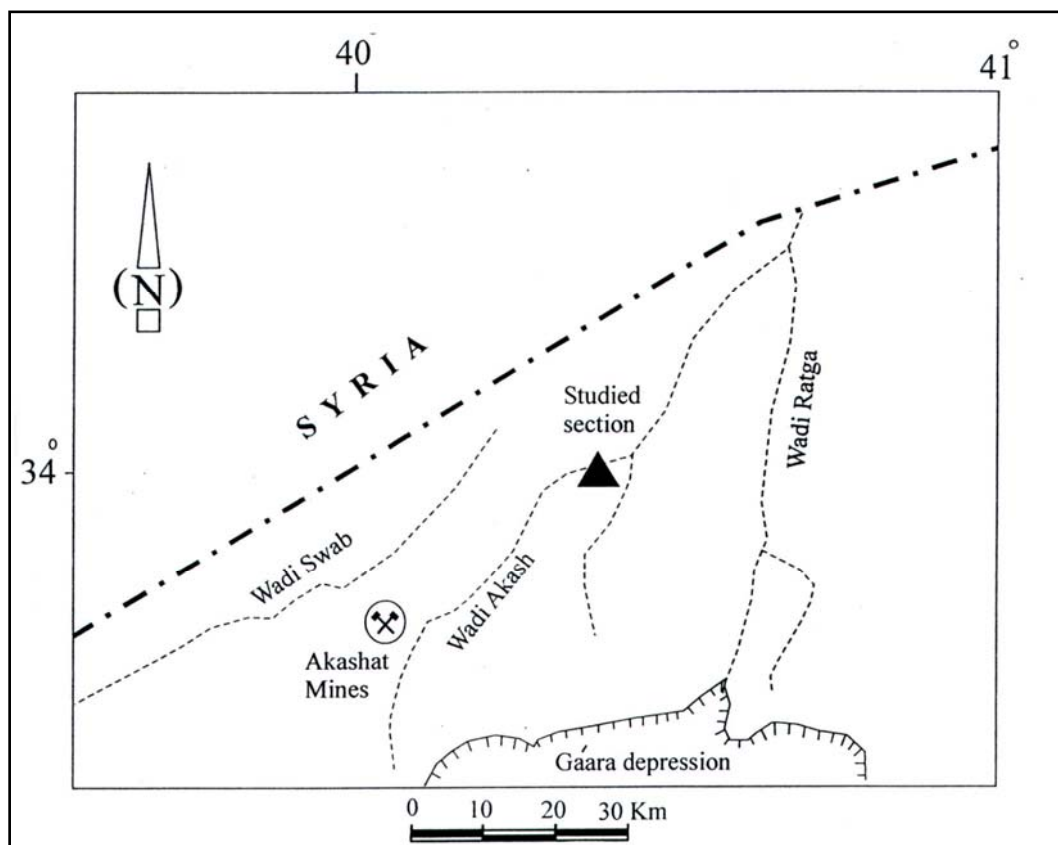 40
41°
(N)
SYRIA
Studied
section
Wadi Ratga
34°
Wadi Swab
Wadi Akash
Akashat
Mines
Gaara depression
0 10 20 30 Km